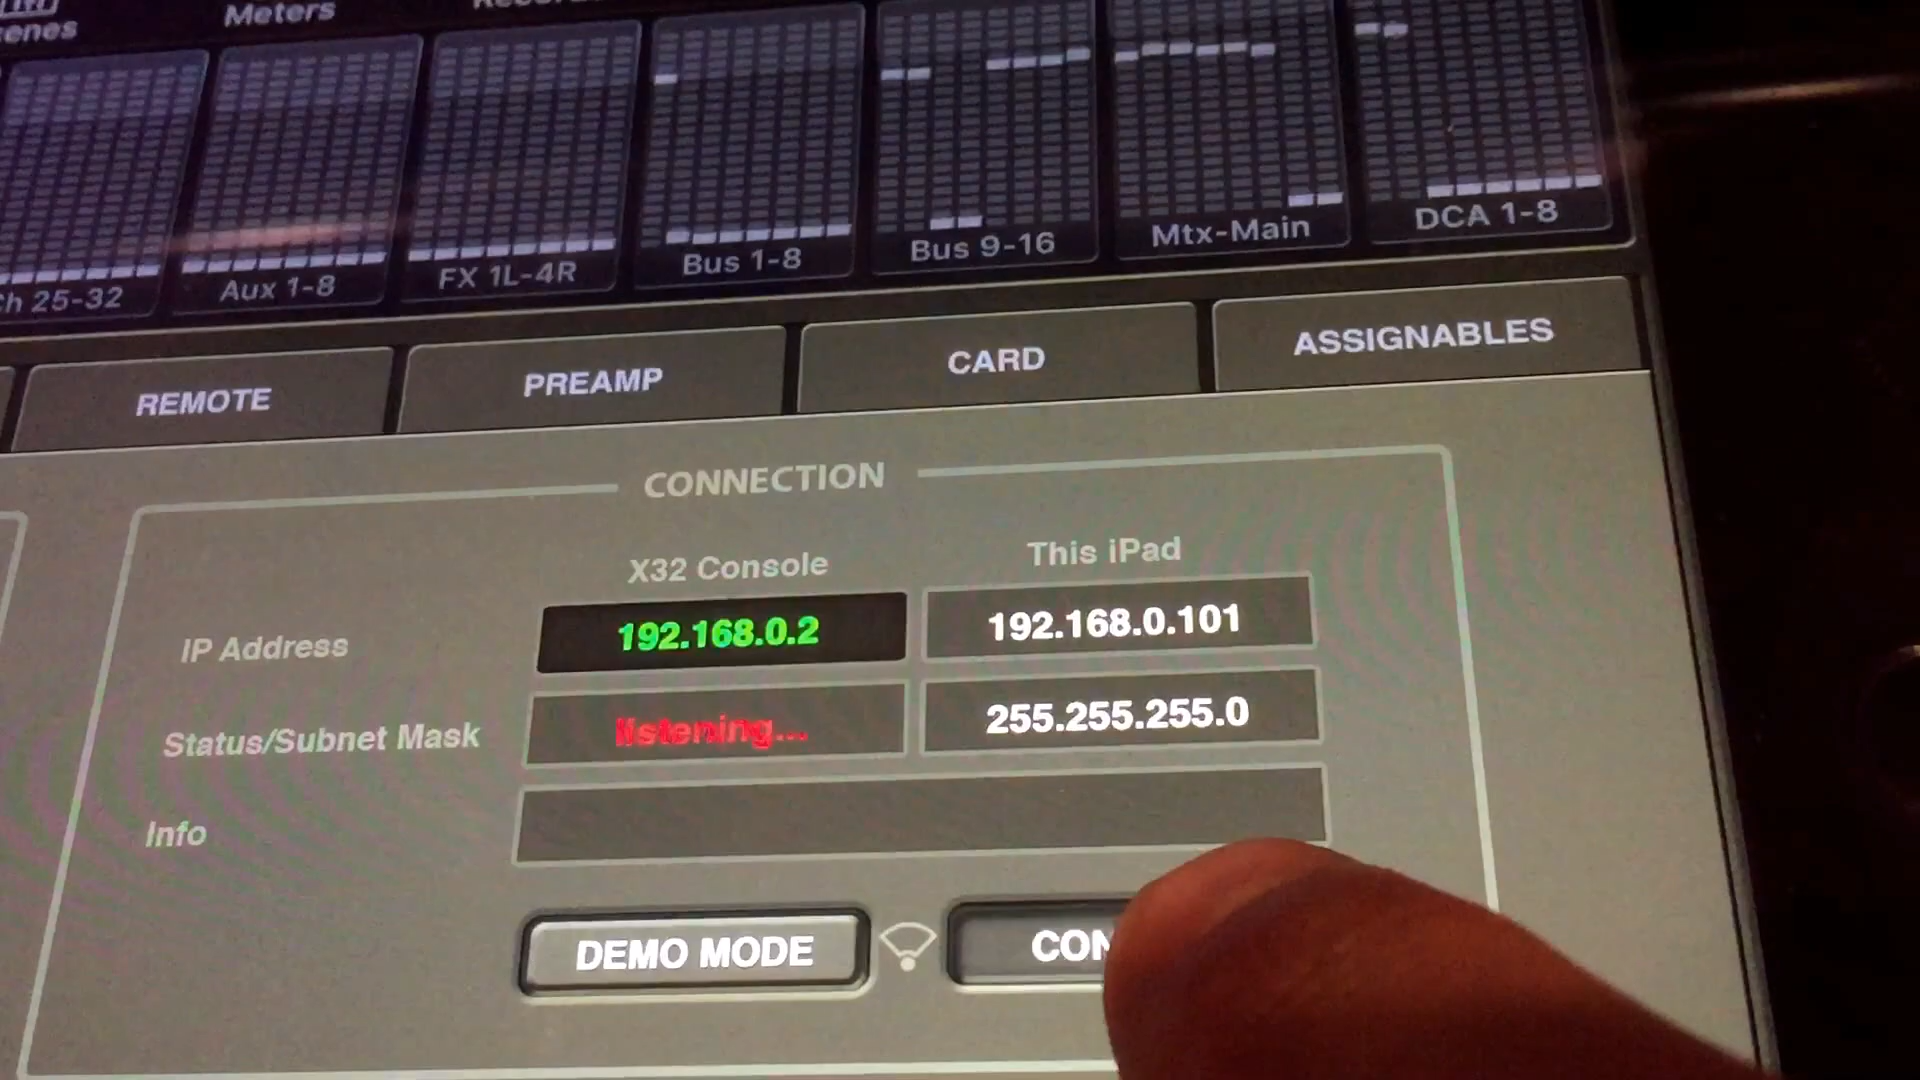 Meters
Ch 25-32
Aux 1-8
FX 1L-4R
Bus 1-8
Bus 9-16
Mtx-Main
DCA 1-8
REMOTE
PREAMP
CARD
ASSIGNABLES
CONNECTION
X32 Console
This iPad
IP Address
192.168.0.2
192.168.0.101
Status/Subnet Mask
listening...
255.255.255.0
Info
DEMO MODE
CON